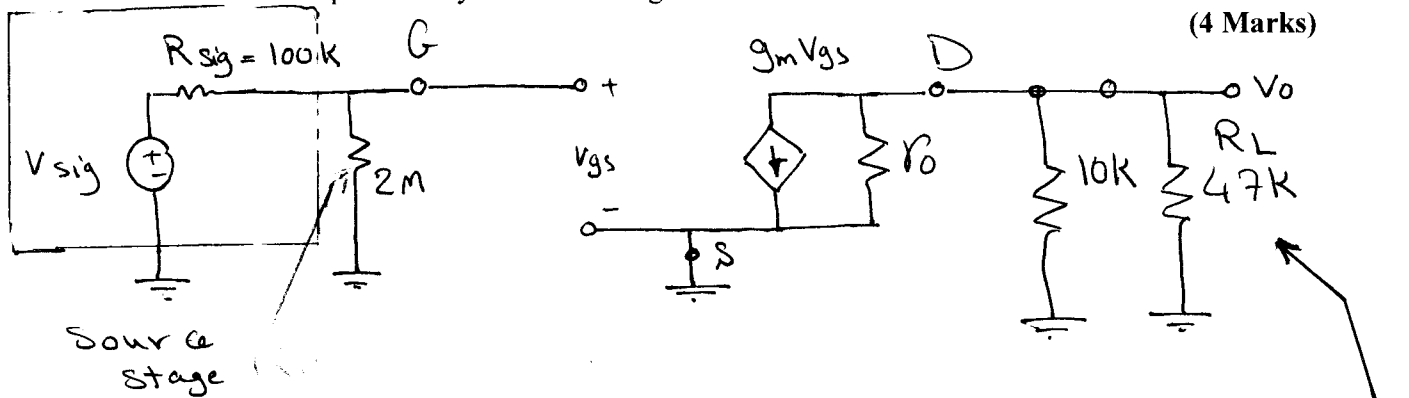 (4 Marks)
Rsig = 100K
G
gmVgs
D
+
Vo
Vsig
+
-
2M
Vgs
ro
10K
RL
47K
-
S
Source
Stage